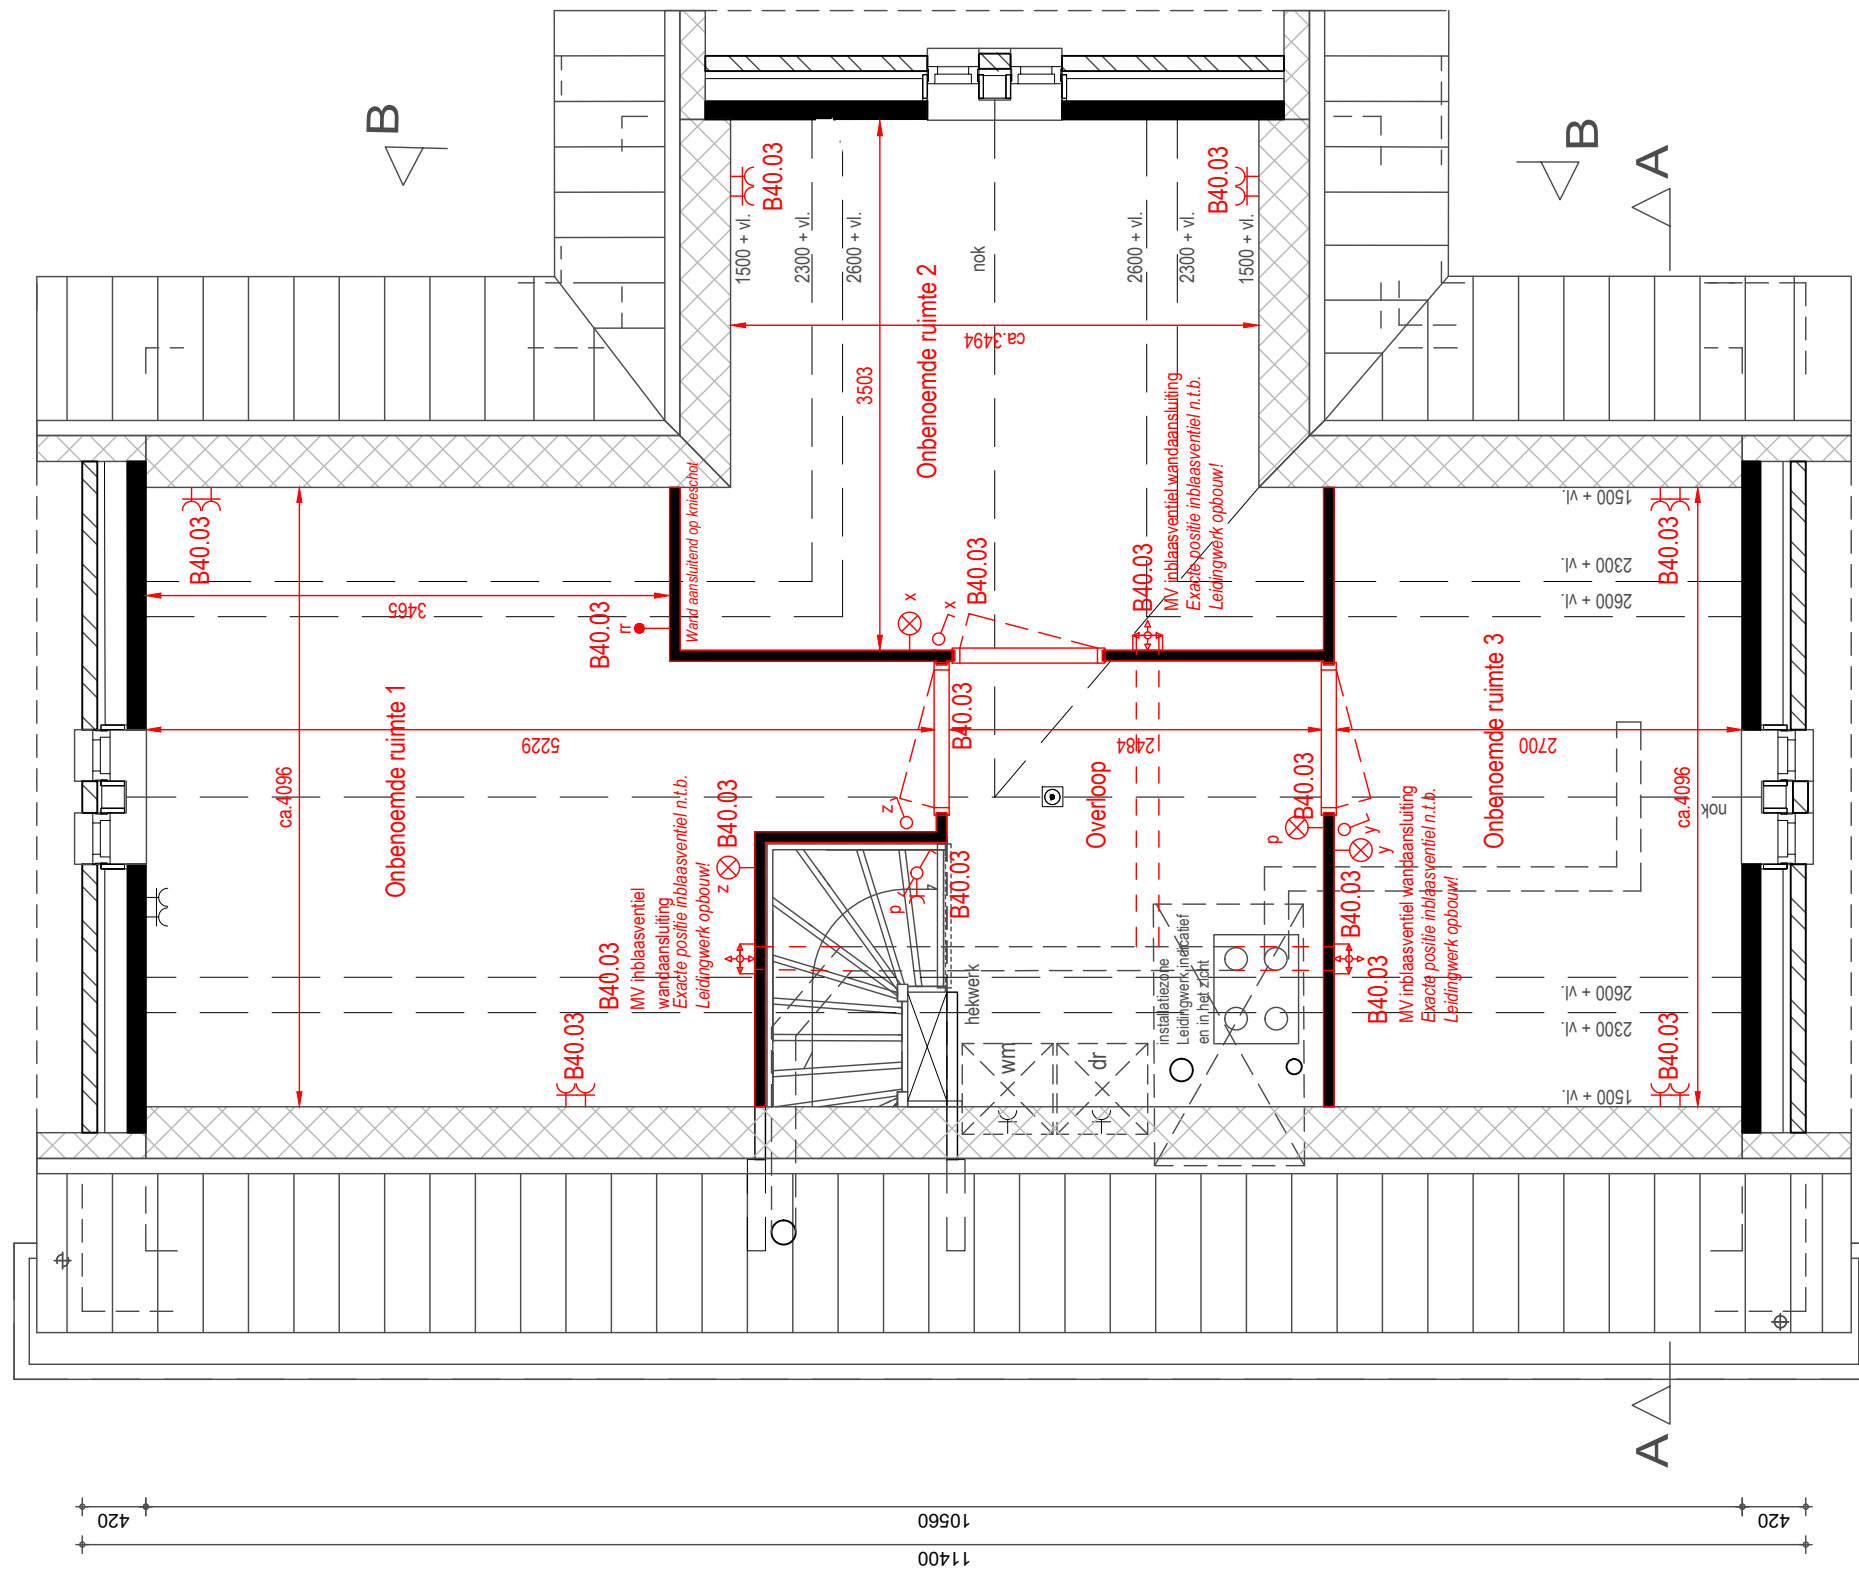 B
B
A
B40.03
B40.03
1500 + vl.
2300 + vl.
2600 + vl.
nok
2600 + vl.
2300 + vl.
1500 + vl.
Onbenoemde ruimte 2
ca.3494
3503
MV inblaasventiel wandaansluiting
Exacte positie inblaasventiel n.t.b.
Leidingwerk opbouw!
Wand aansluitend op knieschot
B40.03
B40.03
rr
3465
x
x
B40.03
B40.03
1500 + vl.
2300 + vl.
2600 + vl.
B40.03
Onbenoemde ruimte 1
5229
ca.4096
B40.03
2484
Overloop
B40.03
Onbenoemde ruimte 3
2700
ca.4096
nok
z
z
B40.03
p
y
y
MV inblaasventiel
wandaansluiting
Exacte positie inblaasventiel n.t.b.
Leidingwerk opbouw!
B40.03
B40.03
p
B40.03
B40.03
MV inblaasventiel wandaansluiting
Exacte positie inblaasventiel n.t.b.
Leidingwerk opbouw!
B40.03
hekwerk
installatiezone
Leidingwerk indicatief
en in het zicht
wm
dr
B40.03
2600 + vl.
2300 + vl.
1500 + vl.
B40.03
A
420
10560
420
11400